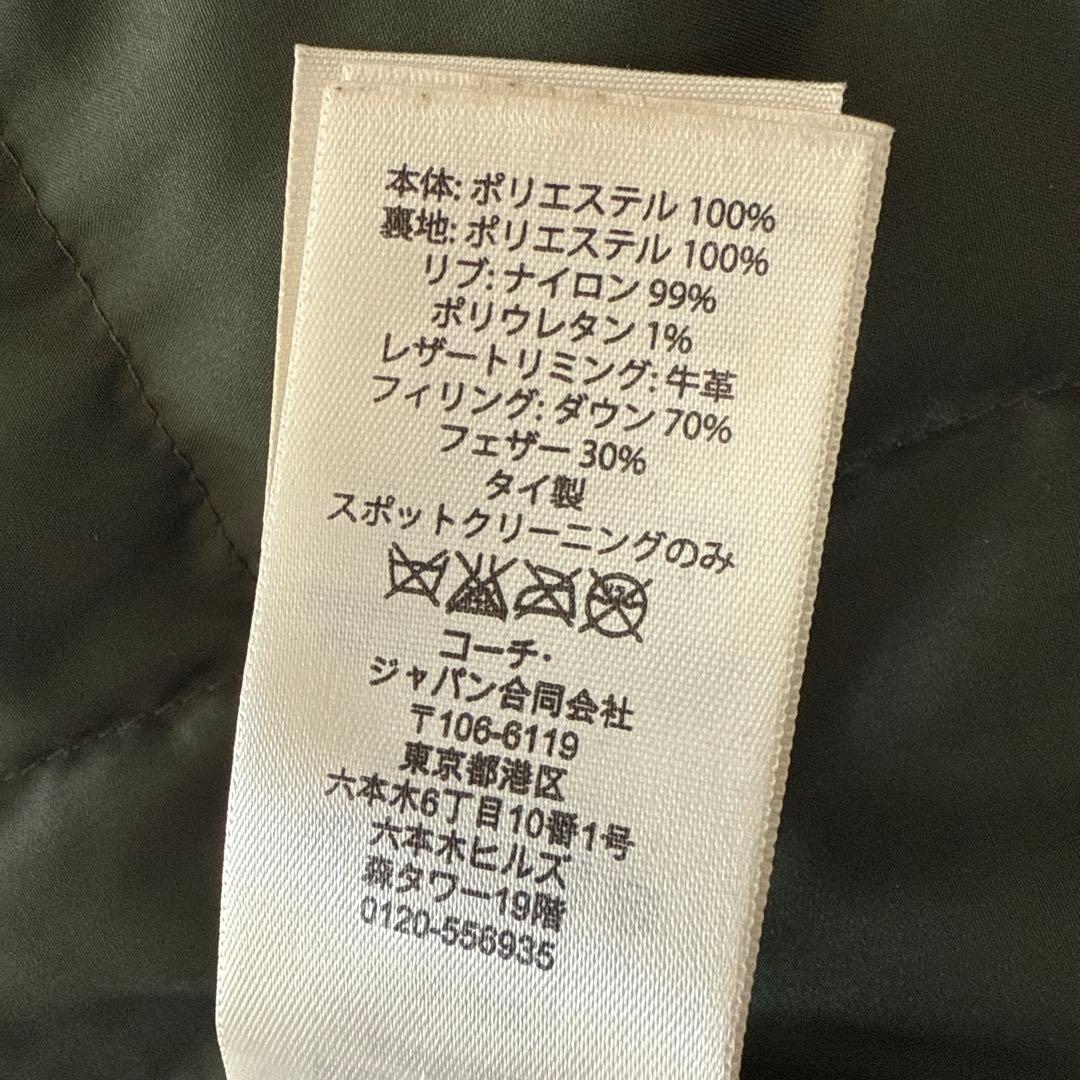 本体: ポリエステル 100%
裏地: ポリエステル 100%
リブ: ナイロン 99%
ポリウレタン 1%
レザートリミング: 牛革
フィリング: ダウン 70%
フェザー 30%
タイ製
スポットクリーニングのみ
コーチ・
ジャパン合同会社
〒106-6119
東京都港区
六本木6丁目10番1号
六本木ヒルズ
森タワー19階
0120-556935